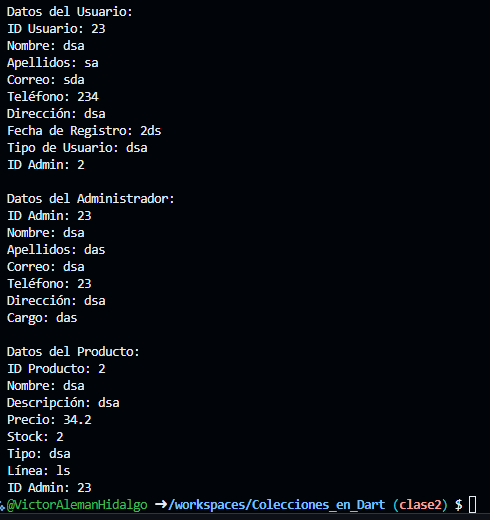 Datos del Usuario:
ID Usuario: 23
Nombre: dsa
Apellidos: sa
Correo: sda
Teléfono: 234
Dirección: dsa
Fecha de Registro: 2ds
Tipo de Usuario: dsa
ID Admin: 2

Datos del Administrador:
ID Admin: 23
Nombre: dsa
Apellidos: das
Correo: dsa
Teléfono: 23
Dirección: dsa
Cargo: das

Datos del Producto:
ID Producto: 2
Nombre: dsa
Descripción: dsa
Precio: 34.2
Stock: 2
Tipo: dsa
Línea: ls
ID Admin: 23
@VictorAlemanHidalgo ➜/workspaces/Colecciones_en_Dart (clase2) $